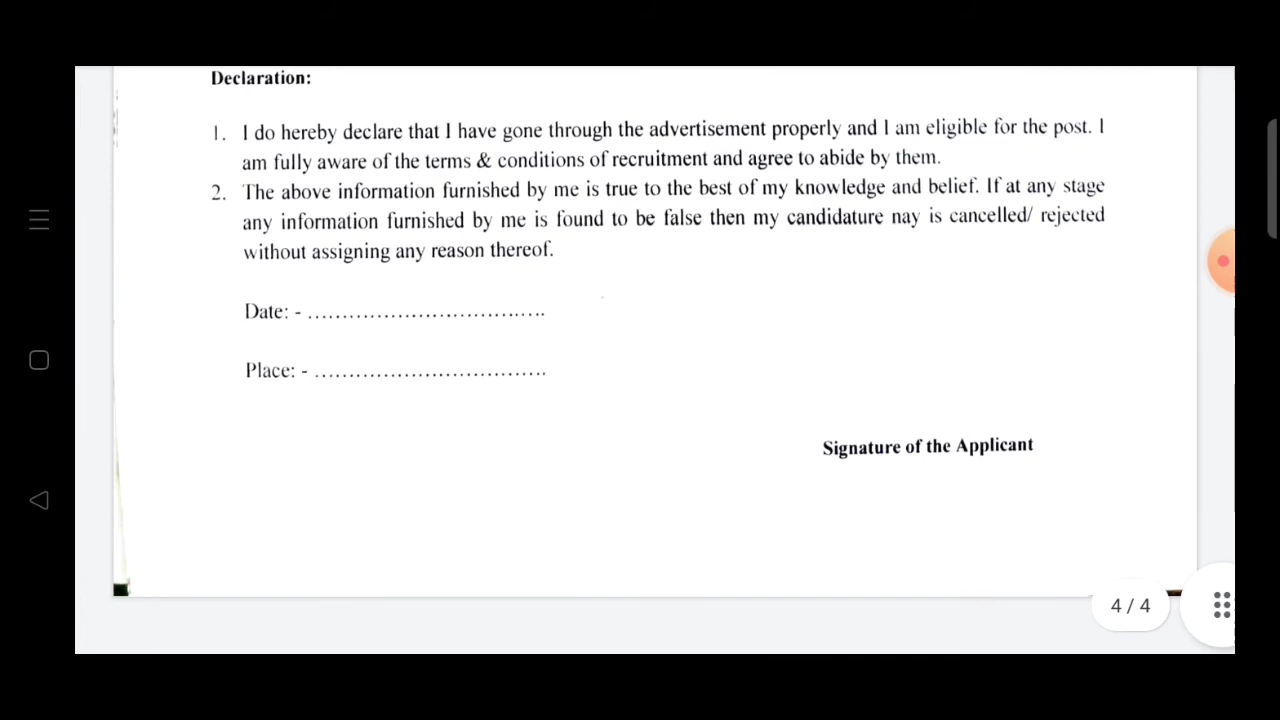 Declaration:
1. I do hereby declare that I have gone through the advertisement properly and I am eligible for the post. I
am fully aware of the terms & conditions of recruitment and agree to abide by them.
2. The above information furnished by me is true to the best of my knowledge and belief. If at any stage
any information furnished by me is found to be false then my candidature nay is cancelled/ rejected
without assigning any reason thereof.
Date: - ...................................
Place: - ..................................
Signature of the Applicant
4 / 4